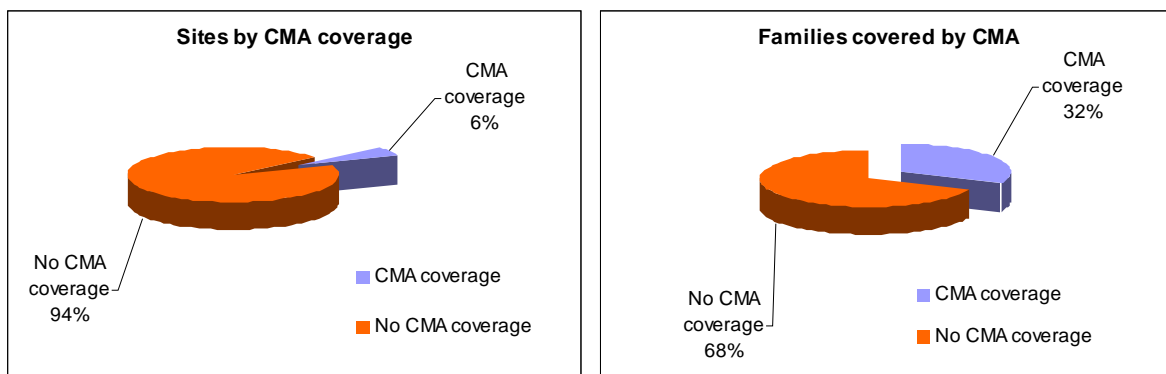 Sites by CMA coverage
CMA
coverage
6%
No CMA
coverage
94%
CMA coverage
No CMA coverage
Families covered by CMA
CMA
coverage
32%
No CMA
coverage
68%
CMA coverage
No CMA coverage